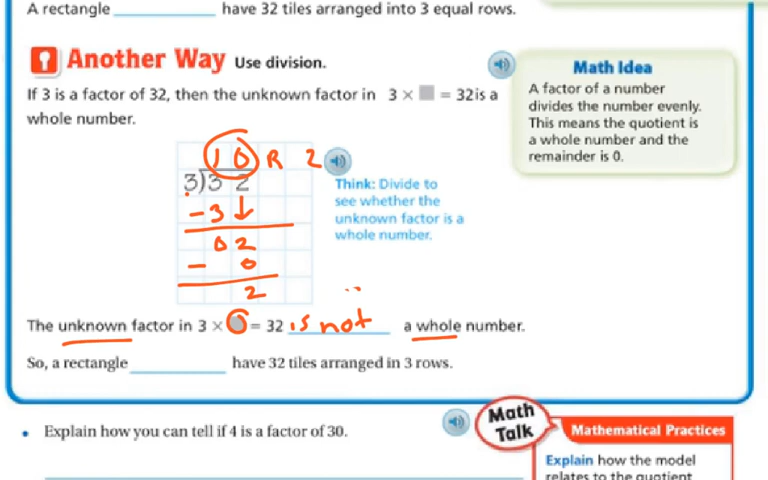 A rectangle ____________ have 32 tiles arranged into 3 equal rows.
Another Way Use division.
If 3 is a factor of 32, then the unknown factor in 3 × ■ = 32 is a
whole number.
10 R 2
3)32
- 3 ↓
02
- 0
2
Think: Divide to
see whether the
unknown factor is a
whole number.
Math Idea
A factor of a number
divides the number evenly.
This means the quotient is
a whole number and the
remainder is 0.
The unknown factor in 3 × ■ = 32 is not a whole number.
So, a rectangle ____________ have 32 tiles arranged in 3 rows.
• Explain how you can tell if 4 is a factor of 30.
Math
Talk
Mathematical Practices
Explain how the model
relates to the quotient